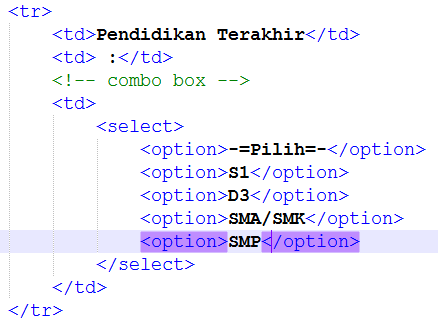 <tr>
<td>Pendidikan Terakhir</td>
<td> :</td>
<!-- combo box -->
<td>
<select>
<option>-=Pilih=-</option>
<option>S1</option>
<option>D3</option>
<option>SMA/SMK</option>
<option>SMP</option>
</select>
</td>
</tr>